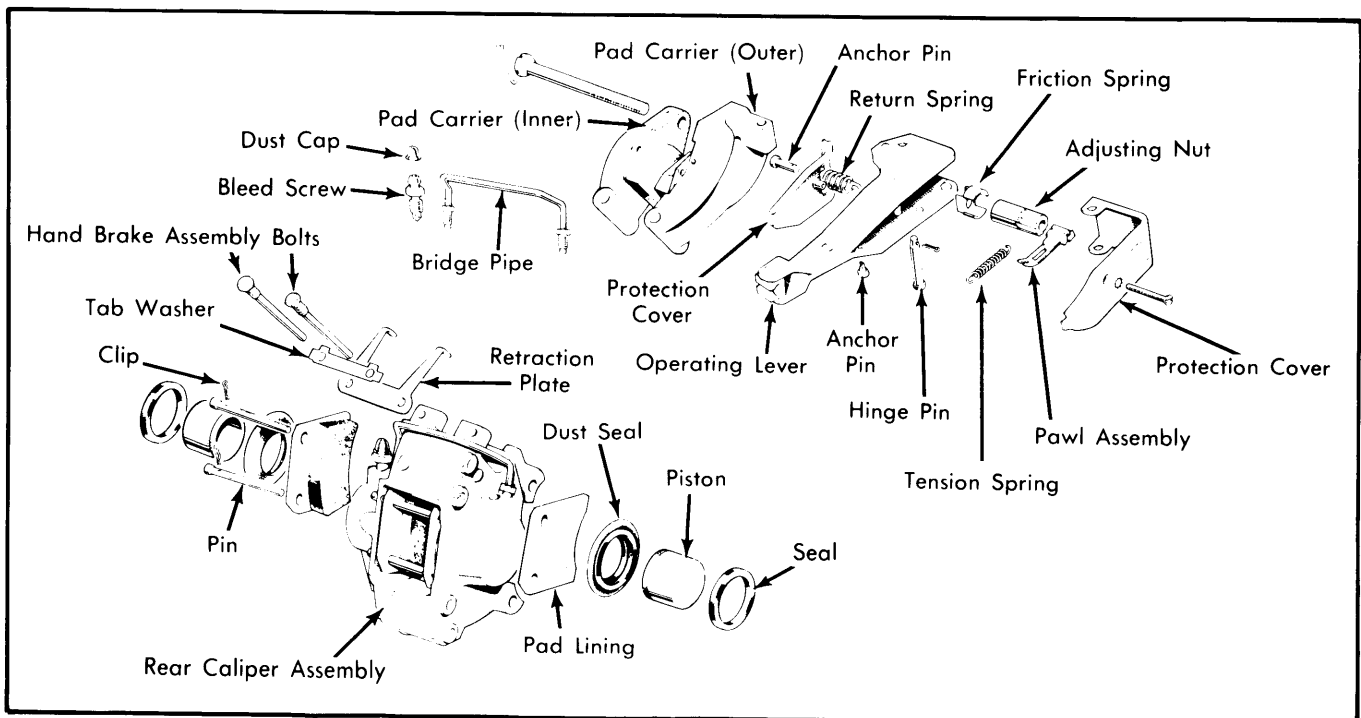 Pad Carrier (Outer)
Anchor Pin
Friction Spring
Return Spring
Pad Carrier (Inner)
Dust Cap
Adjusting Nut
Bleed Screw
Hand Brake Assembly Bolts
Bridge Pipe
Tab Washer
Protection
Cover
Clip
Retraction
Plate
Operating Lever
Anchor
Pin
Protection Cover
Hinge Pin
Dust Seal
Pawl Assembly
Piston
Tension Spring
Pin
Seal
Pad Lining
Rear Caliper Assembly